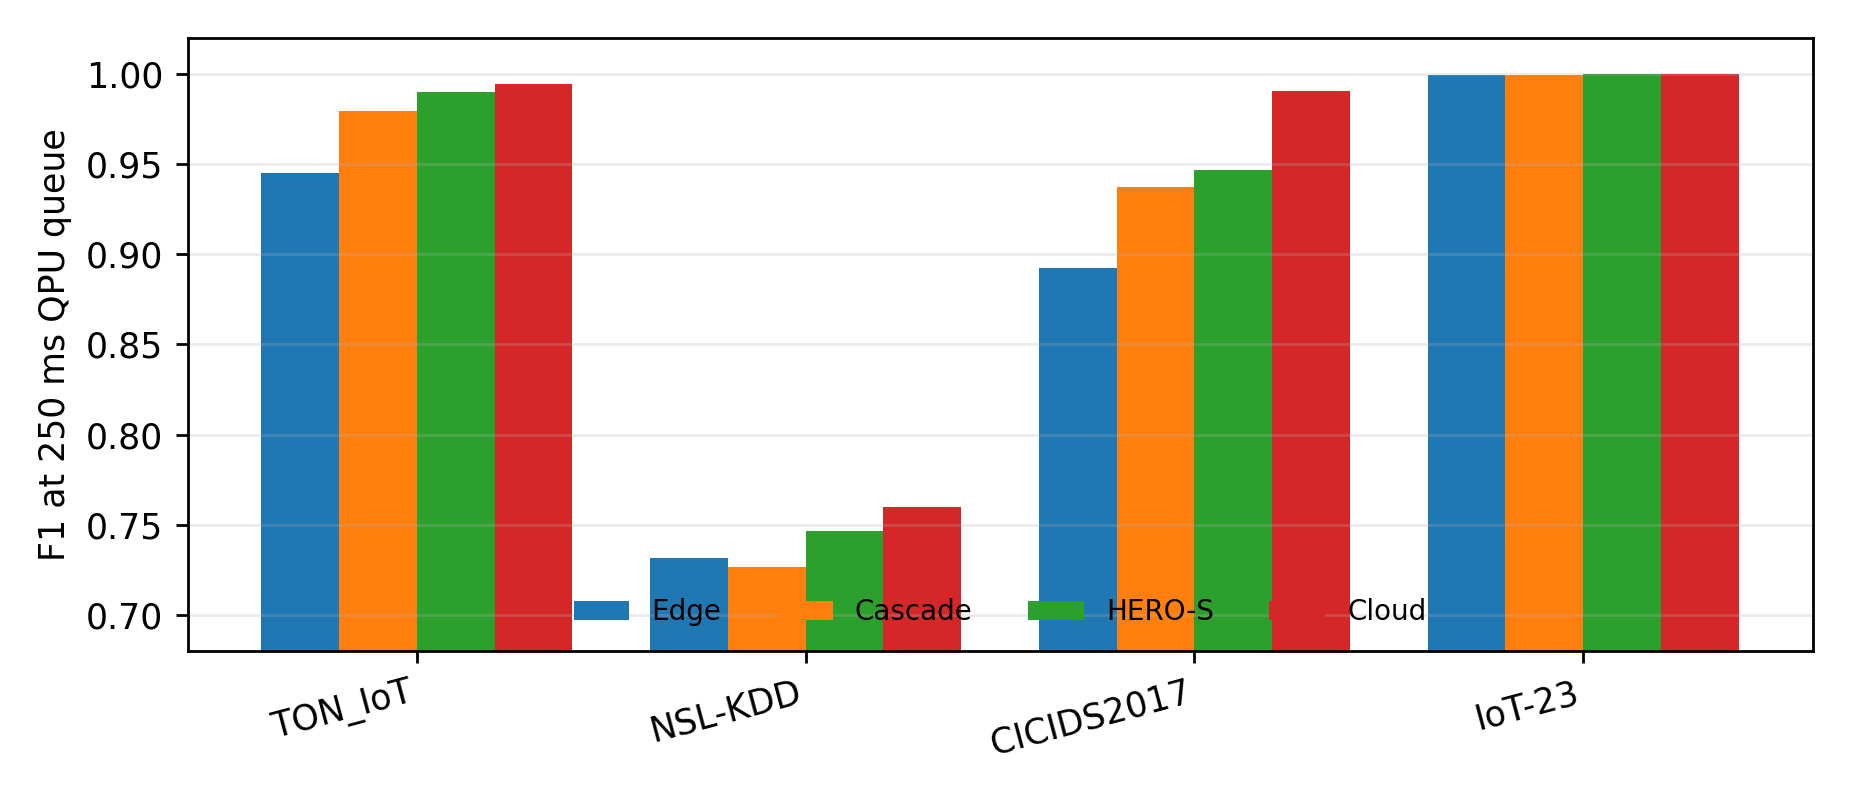 F1 at 250 ms QPU queue
1.00
0.95
0.90
0.85
0.80
0.75
0.70
Edge Cascade HERO-S Cloud
TON_IoT NSL-KDD CICIDS2017 IoT-23